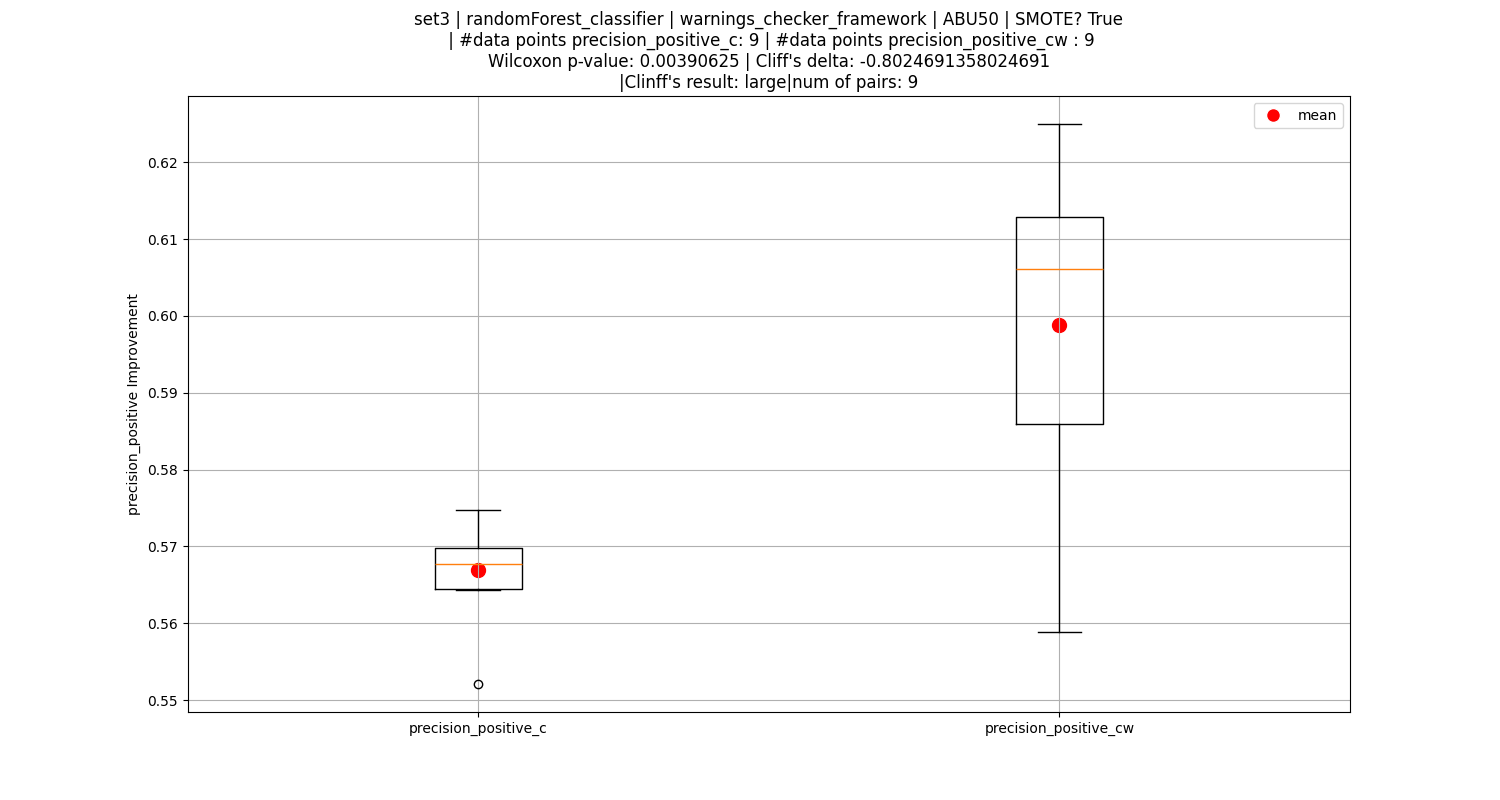 set3 | randomForest_classifier | warnings_checker_framework | ABU50 | SMOTE? True
| #data points precision_positive_c: 9 | #data points precision_positive_cw : 9
Wilcoxon p-value: 0.00390625 | Cliff's delta: -0.8024691358024691
|Clinff's result: large|num of pairs: 9
mean
precision_positive Improvement
0.62
0.61
0.60
0.59
0.58
0.57
0.56
0.55
precision_positive_c
precision_positive_cw